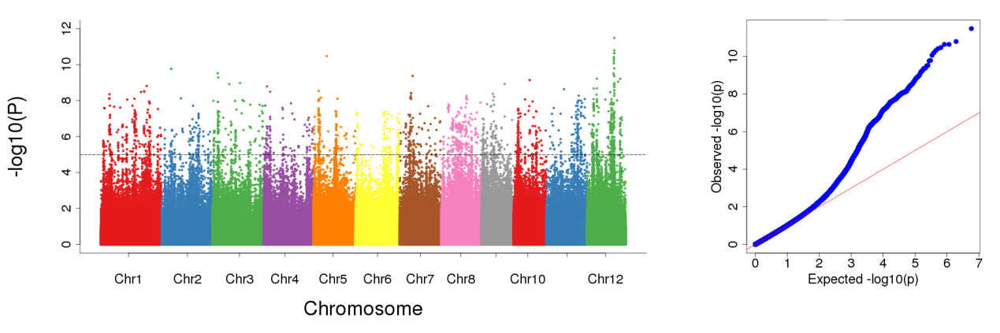 -log10(P)
12
10
8
6
4
2
0
Chr1 Chr2 Chr3 Chr4 Chr5 Chr6 Chr7 Chr8 Chr10 Chr12
Chromosome
Observed -log10(p)
10
8
6
4
2
0
0 1 2 3 4 5 6 7
Expected -log10(p)